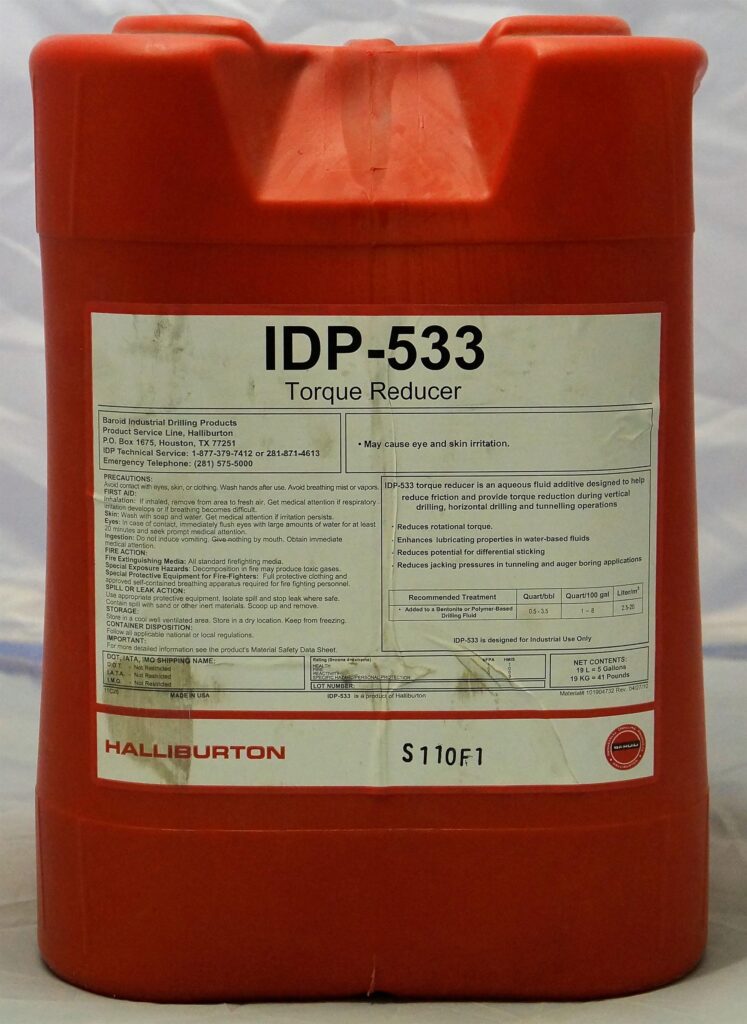 IDP-533
Torque Reducer
Baroid Industrial Drilling Products
Product Service Line, Halliburton
P.O. Box 1675, Houston, TX 77251
IDP Technical Service: 1-877-379-7412 or 281-871-4613
Emergency Telephone: (281) 575-5000
• May cause eye and skin irritation.
PRECAUTIONS:
Avoid contact with eyes, skin, or clothing. Wash hands after use. Avoid breathing mist or vapors.
FIRST AID:
Inhalation: If inhaled, remove from area to fresh air. Get medical attention if respiratory
irritation develops or if breathing becomes difficult.
Skin: Wash with soap and water. Get medical attention if irritation persists.
Eyes: In case of contact, immediately flush eyes with large amounts of water for at least
20 minutes and seek prompt medical attention.
Ingestion: Do not induce vomiting. Give nothing by mouth. Obtain immediate
medical attention.
FIRE ACTION:
Fire Extinguishing Media: All standard firefighting media.
Special Exposure Hazards: Decomposition in fire may produce toxic gases.
Special Protective Equipment for Fire-Fighters: Full protective clothing and
approved self-contained breathing apparatus required for fire fighting personnel.
SPILL OR LEAK ACTION:
Use appropriate protective equipment. Isolate spill and stop leak where safe.
Contain spill with sand or other inert materials. Scoop up and remove.
STORAGE:
Store in a cool well ventilated area. Store in a dry location. Keep from freezing.
CONTAINER DISPOSITION:
Follow all applicable national or local regulations.
IMPORTANT:
For more detailed information see the product's Material Safety Data Sheet.
IDP-533 torque reducer is an aqueous fluid additive designed to help
reduce friction and provide torque reduction during vertical
drilling, horizontal drilling and tunnelling operations
• Reduces rotational torque.
• Enhances lubricating properties in water-based fluids
• Reduces potential for differential sticking
• Reduces jacking pressures in tunneling and auger boring applications
Recommended Treatment Quart/bbl Quart/100 gal Liter/m³
• Added to a Bentonite or Polymer-Based 0.5 - 3.5 1 – 8 2.5-20
Drilling Fluid
IDP-533 is designed for Industrial Use Only
DOT, IATA, IMO SHIPPING NAME:
D.O.T. - Not Restricted
I.A.T.A. - Not Restricted
I.M.O. - Not Restricted
NFPA HMIS
HEALTH
FIRE
REACTIVITY
SPECIFIC HAZARD/PERSONAL PROTECTION
LOT NUMBER:
NET CONTENTS:
19 L = 5 Gallons
19 KG = 41 Pounds
MADE IN USA
IDP-533 is a product of Halliburton
HALLIBURTON
S110F1
BAROID